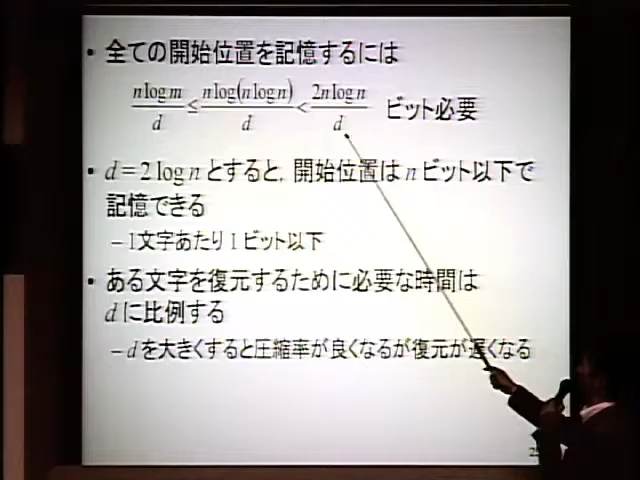 • 全ての開始位置を記憶するには
n log m / d ≤ n log(n log n) / d < 2n log n / d ビット必要
• d = 2 log n とすると, 開始位置は n ビット以下で
記憶できる
– 1文字あたり 1 ビット以下
• ある文字を復元するために必要な時間は
d に比例する
– d を大きくすると圧縮率が良くなるが復元が遅くなる